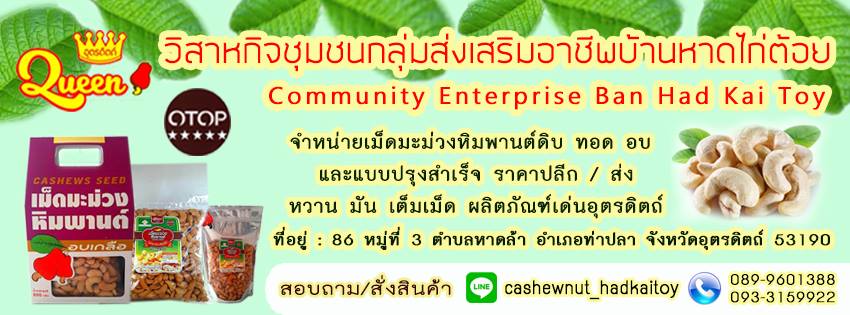 อุตรดิตถ์
Queen
วิสาหกิจชุมชนกลุ่มส่งเสริมอาชีพบ้านหาดไก่ต้อย
Community Enterprise Ban Had Kai Toy
OTOP
★★★★★
จำหน่ายเม็ดมะม่วงหิมพานต์ดิบ ทอด อบ
และแบบปรุงสำเร็จ ราคาปลีก / ส่ง
หวาน มัน เต็มเม็ด ผลิตภัณฑ์เด่นอุตรดิตถ์
ที่อยู่ : 86 หมู่ที่ 3 ตำบลหาดล้า อำเภอท่าปลา จังหวัดอุตรดิตถ์ 53190
CASHEWS SEED
เม็ดมะม่วง
หิมพานต์
อบเกลือ
สอบถาม/สั่งสินค้า
LINE
cashewnut_hadkaitoy
089-9601388
093-3159922